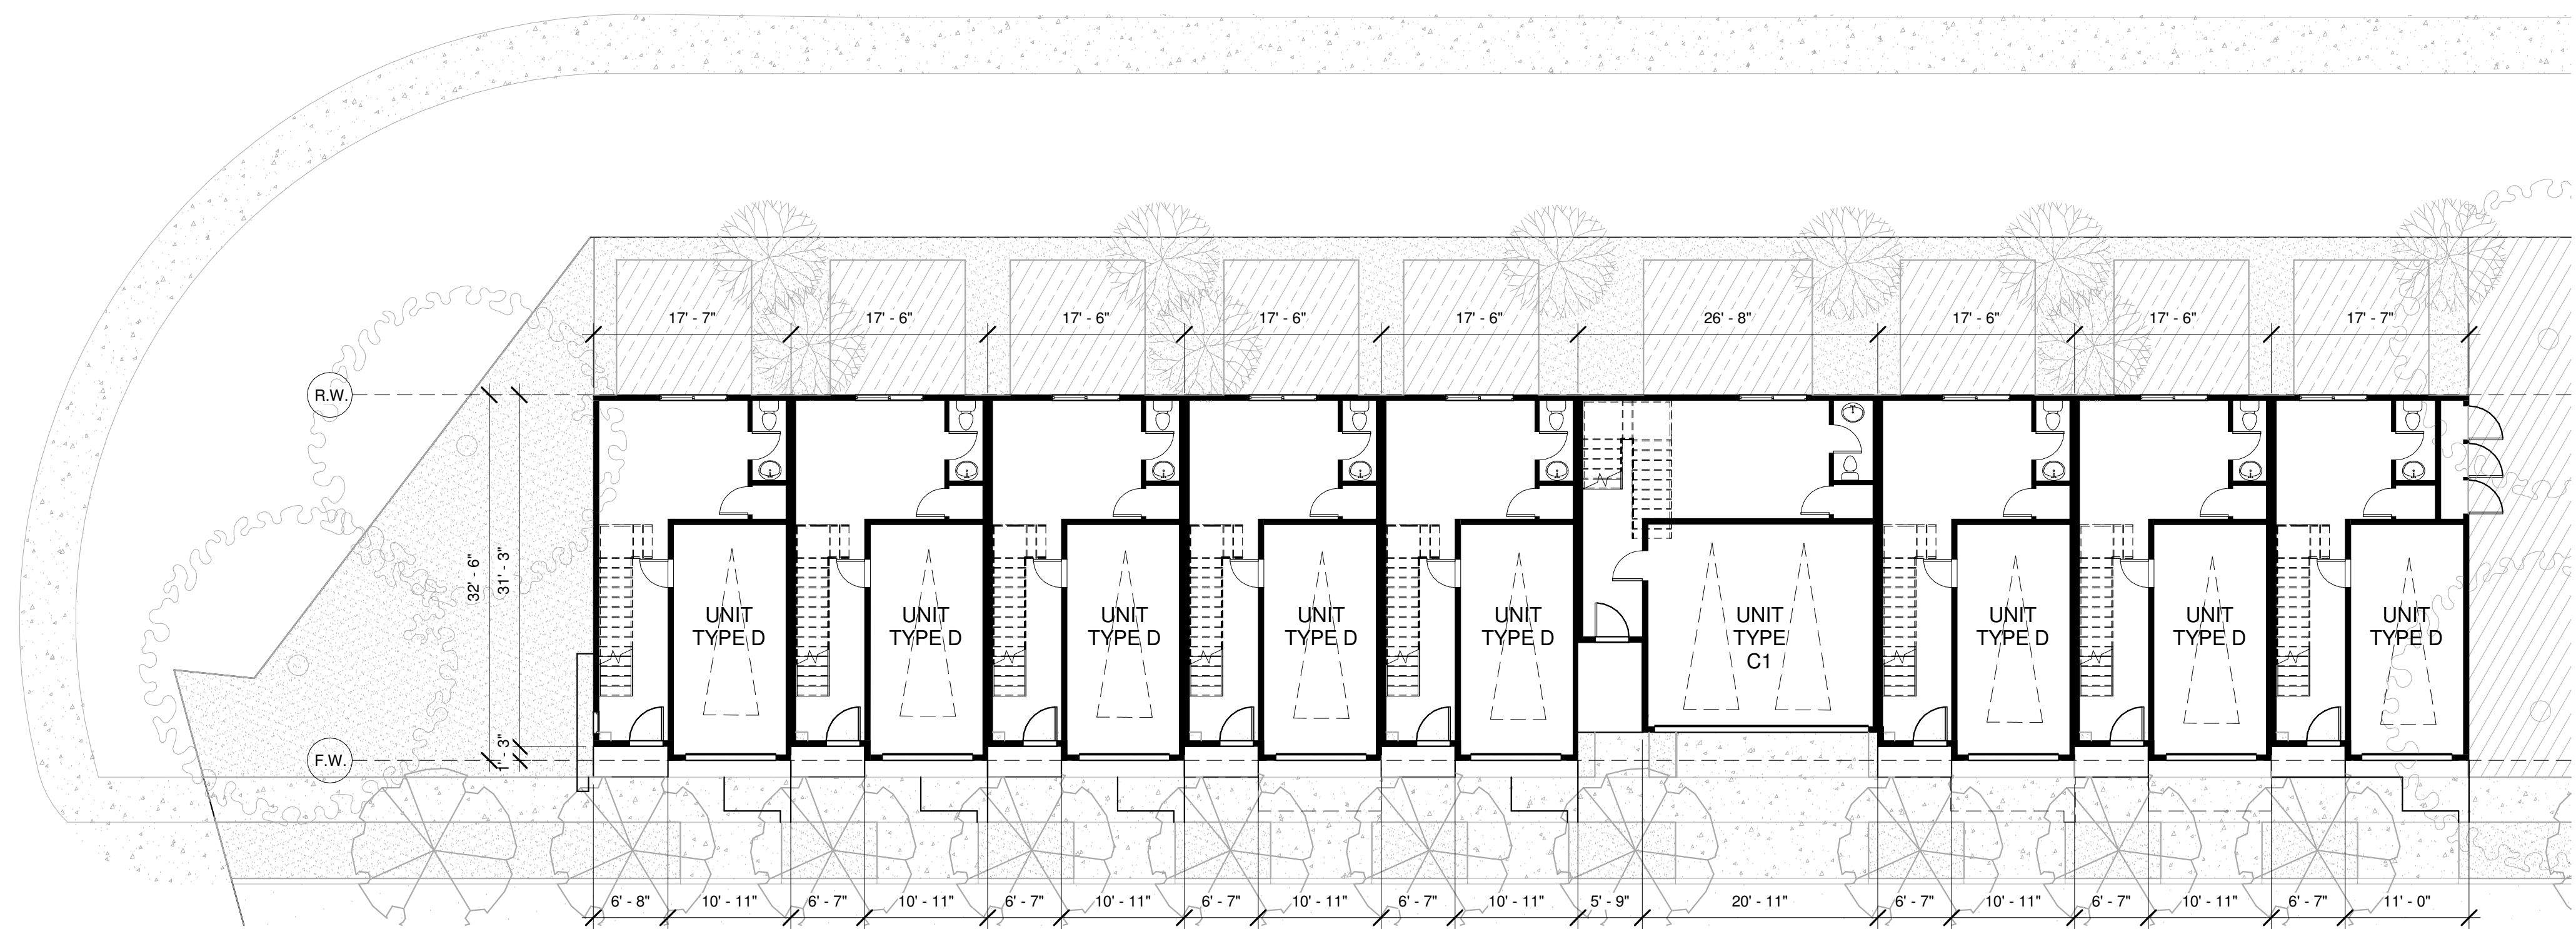 17' - 7"
17' - 6"
17' - 6"
17' - 6"
17' - 6"
26' - 8"
17' - 6"
17' - 6"
17' - 7"
R.W.
32' - 6"
31' - 3"
UNIT
TYPE D
UNIT
TYPE D
UNIT
TYPE D
UNIT
TYPE D
UNIT
TYPE D
UNIT
TYPE
C1
UNIT
TYPE D
UNIT
TYPE D
UNIT
TYPE D
1' - 3"
F.W.
6' - 8"
10' - 11"
6' - 7"
10' - 11"
6' - 7"
10' - 11"
6' - 7"
10' - 11"
6' - 7"
10' - 11"
5' - 9"
20' - 11"
6' - 7"
10' - 11"
6' - 7"
10' - 11"
6' - 7"
11' - 0"